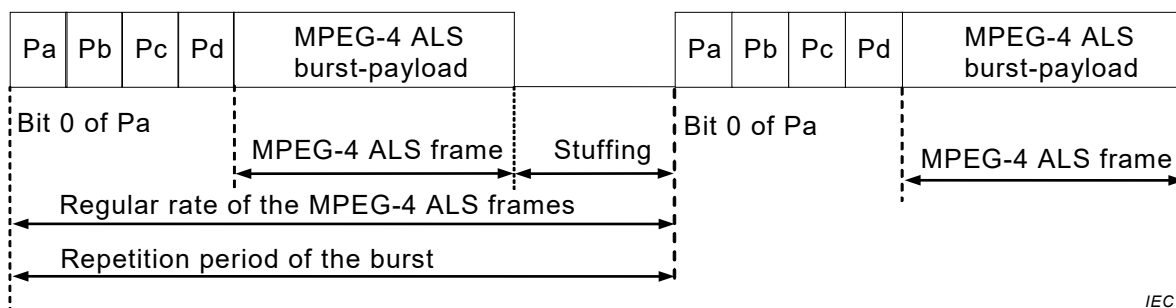 Pa Pb Pc Pd MPEG-4 ALS burst-payload Pa Pb Pc Pd MPEG-4 ALS burst-payload
Bit 0 of Pa Bit 0 of Pa
MPEG-4 ALS frame Stuffing MPEG-4 ALS frame
Regular rate of the MPEG-4 ALS frames
Repetition period of the burst
IEC